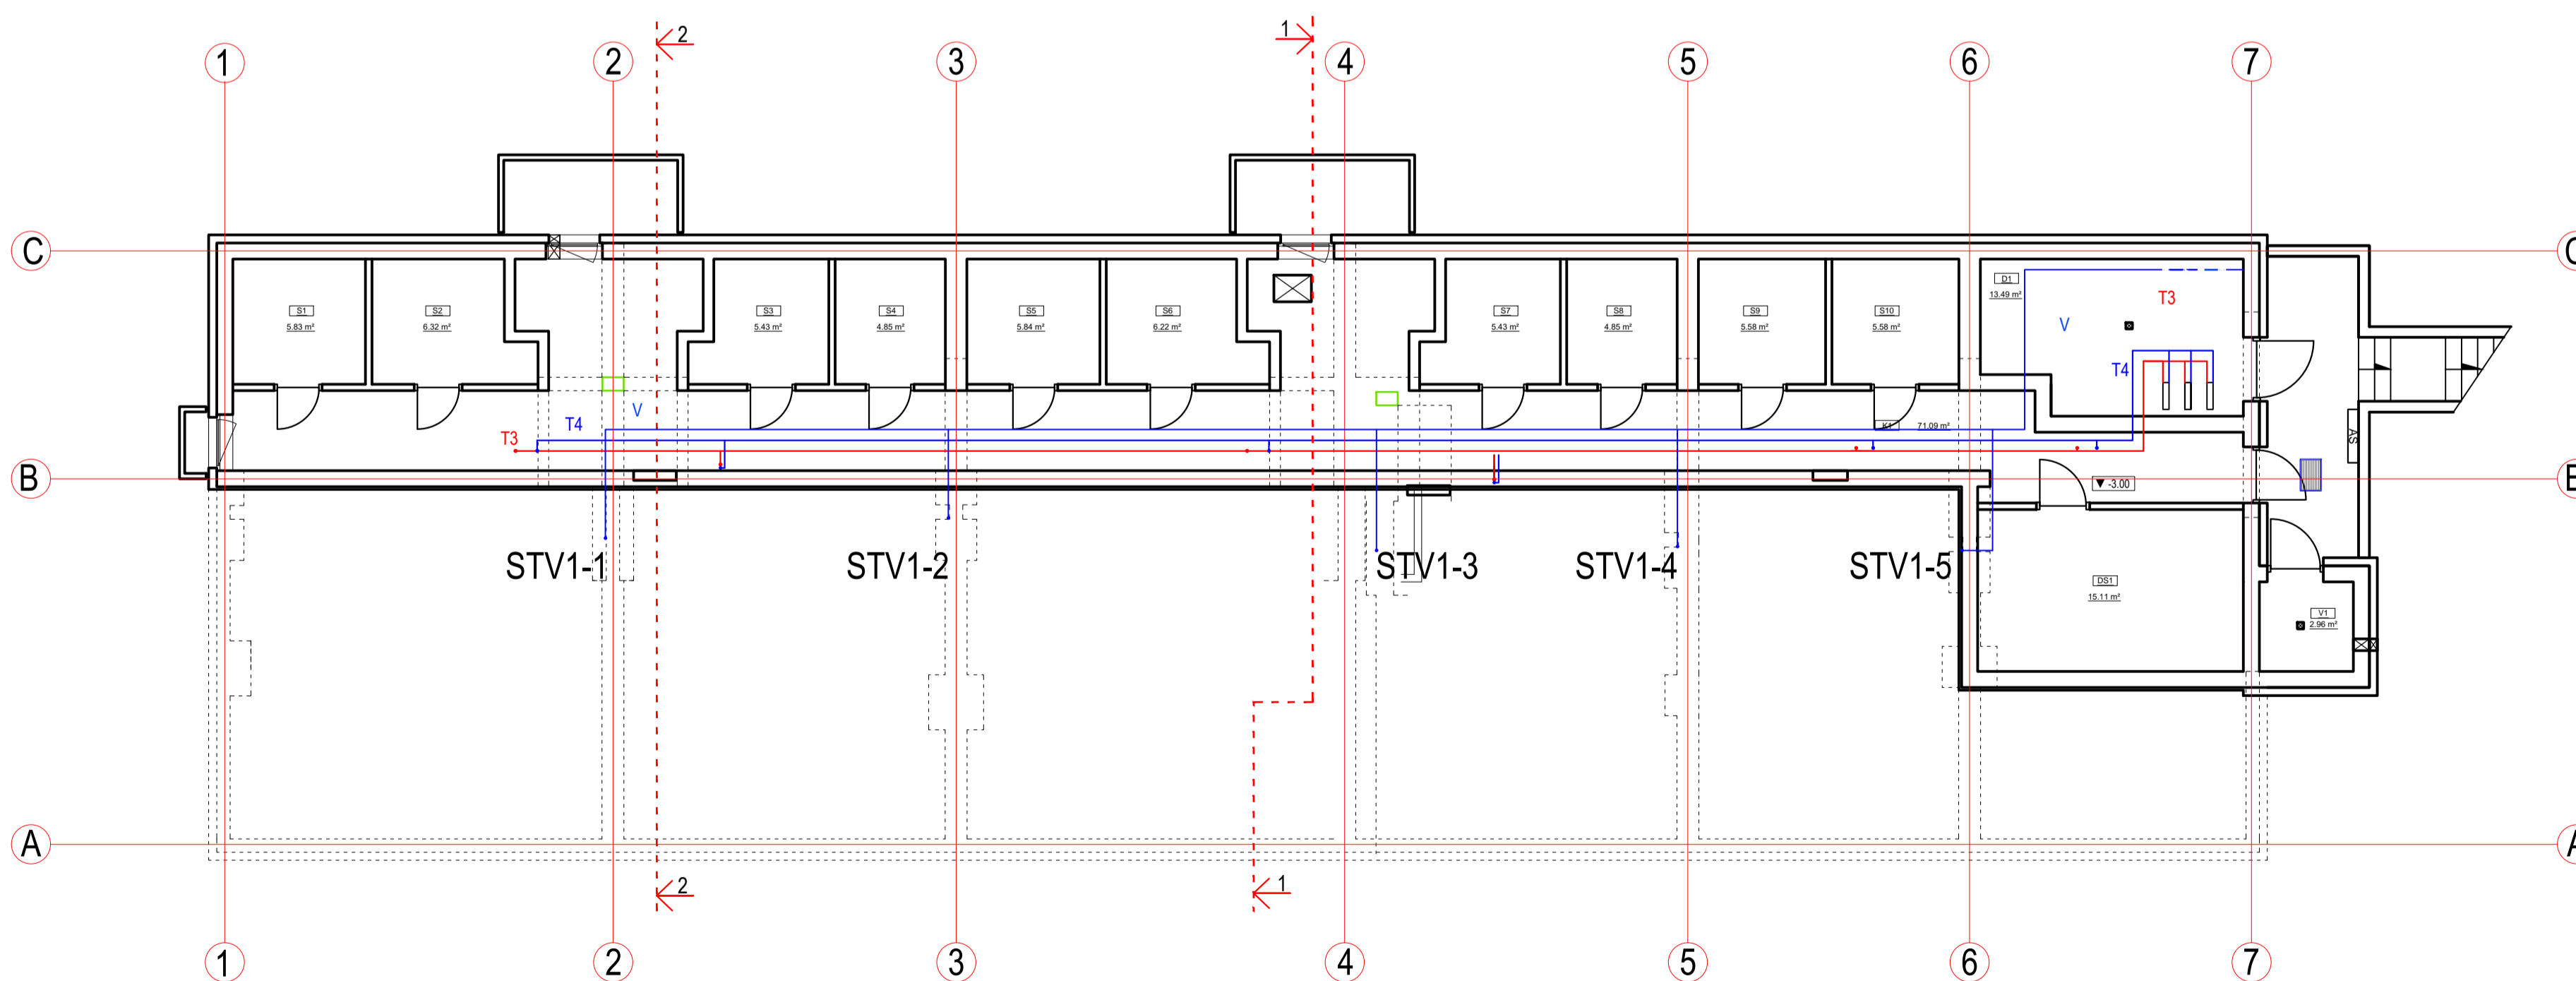 2
1
1
2
3
4
5
6
7
C
C
D1
13.49 m²
T3
S1
5.83 m²
S2
6.32 m²
S3
5.43 m²
S4
4.85 m²
S5
5.84 m²
S6
6.22 m²
S7
5.43 m²
S8
4.85 m²
S9
5.58 m²
S10
5.58 m²
V
T4
V
T4
T3
K1
71.09 m²
AS
B
B
-3.00
STV1-1
STV1-2
STV1-3
STV1-4
STV1-5
DS1
15.11 m²
V1
2.96 m²
A
A
2
1
1
2
3
4
5
6
7